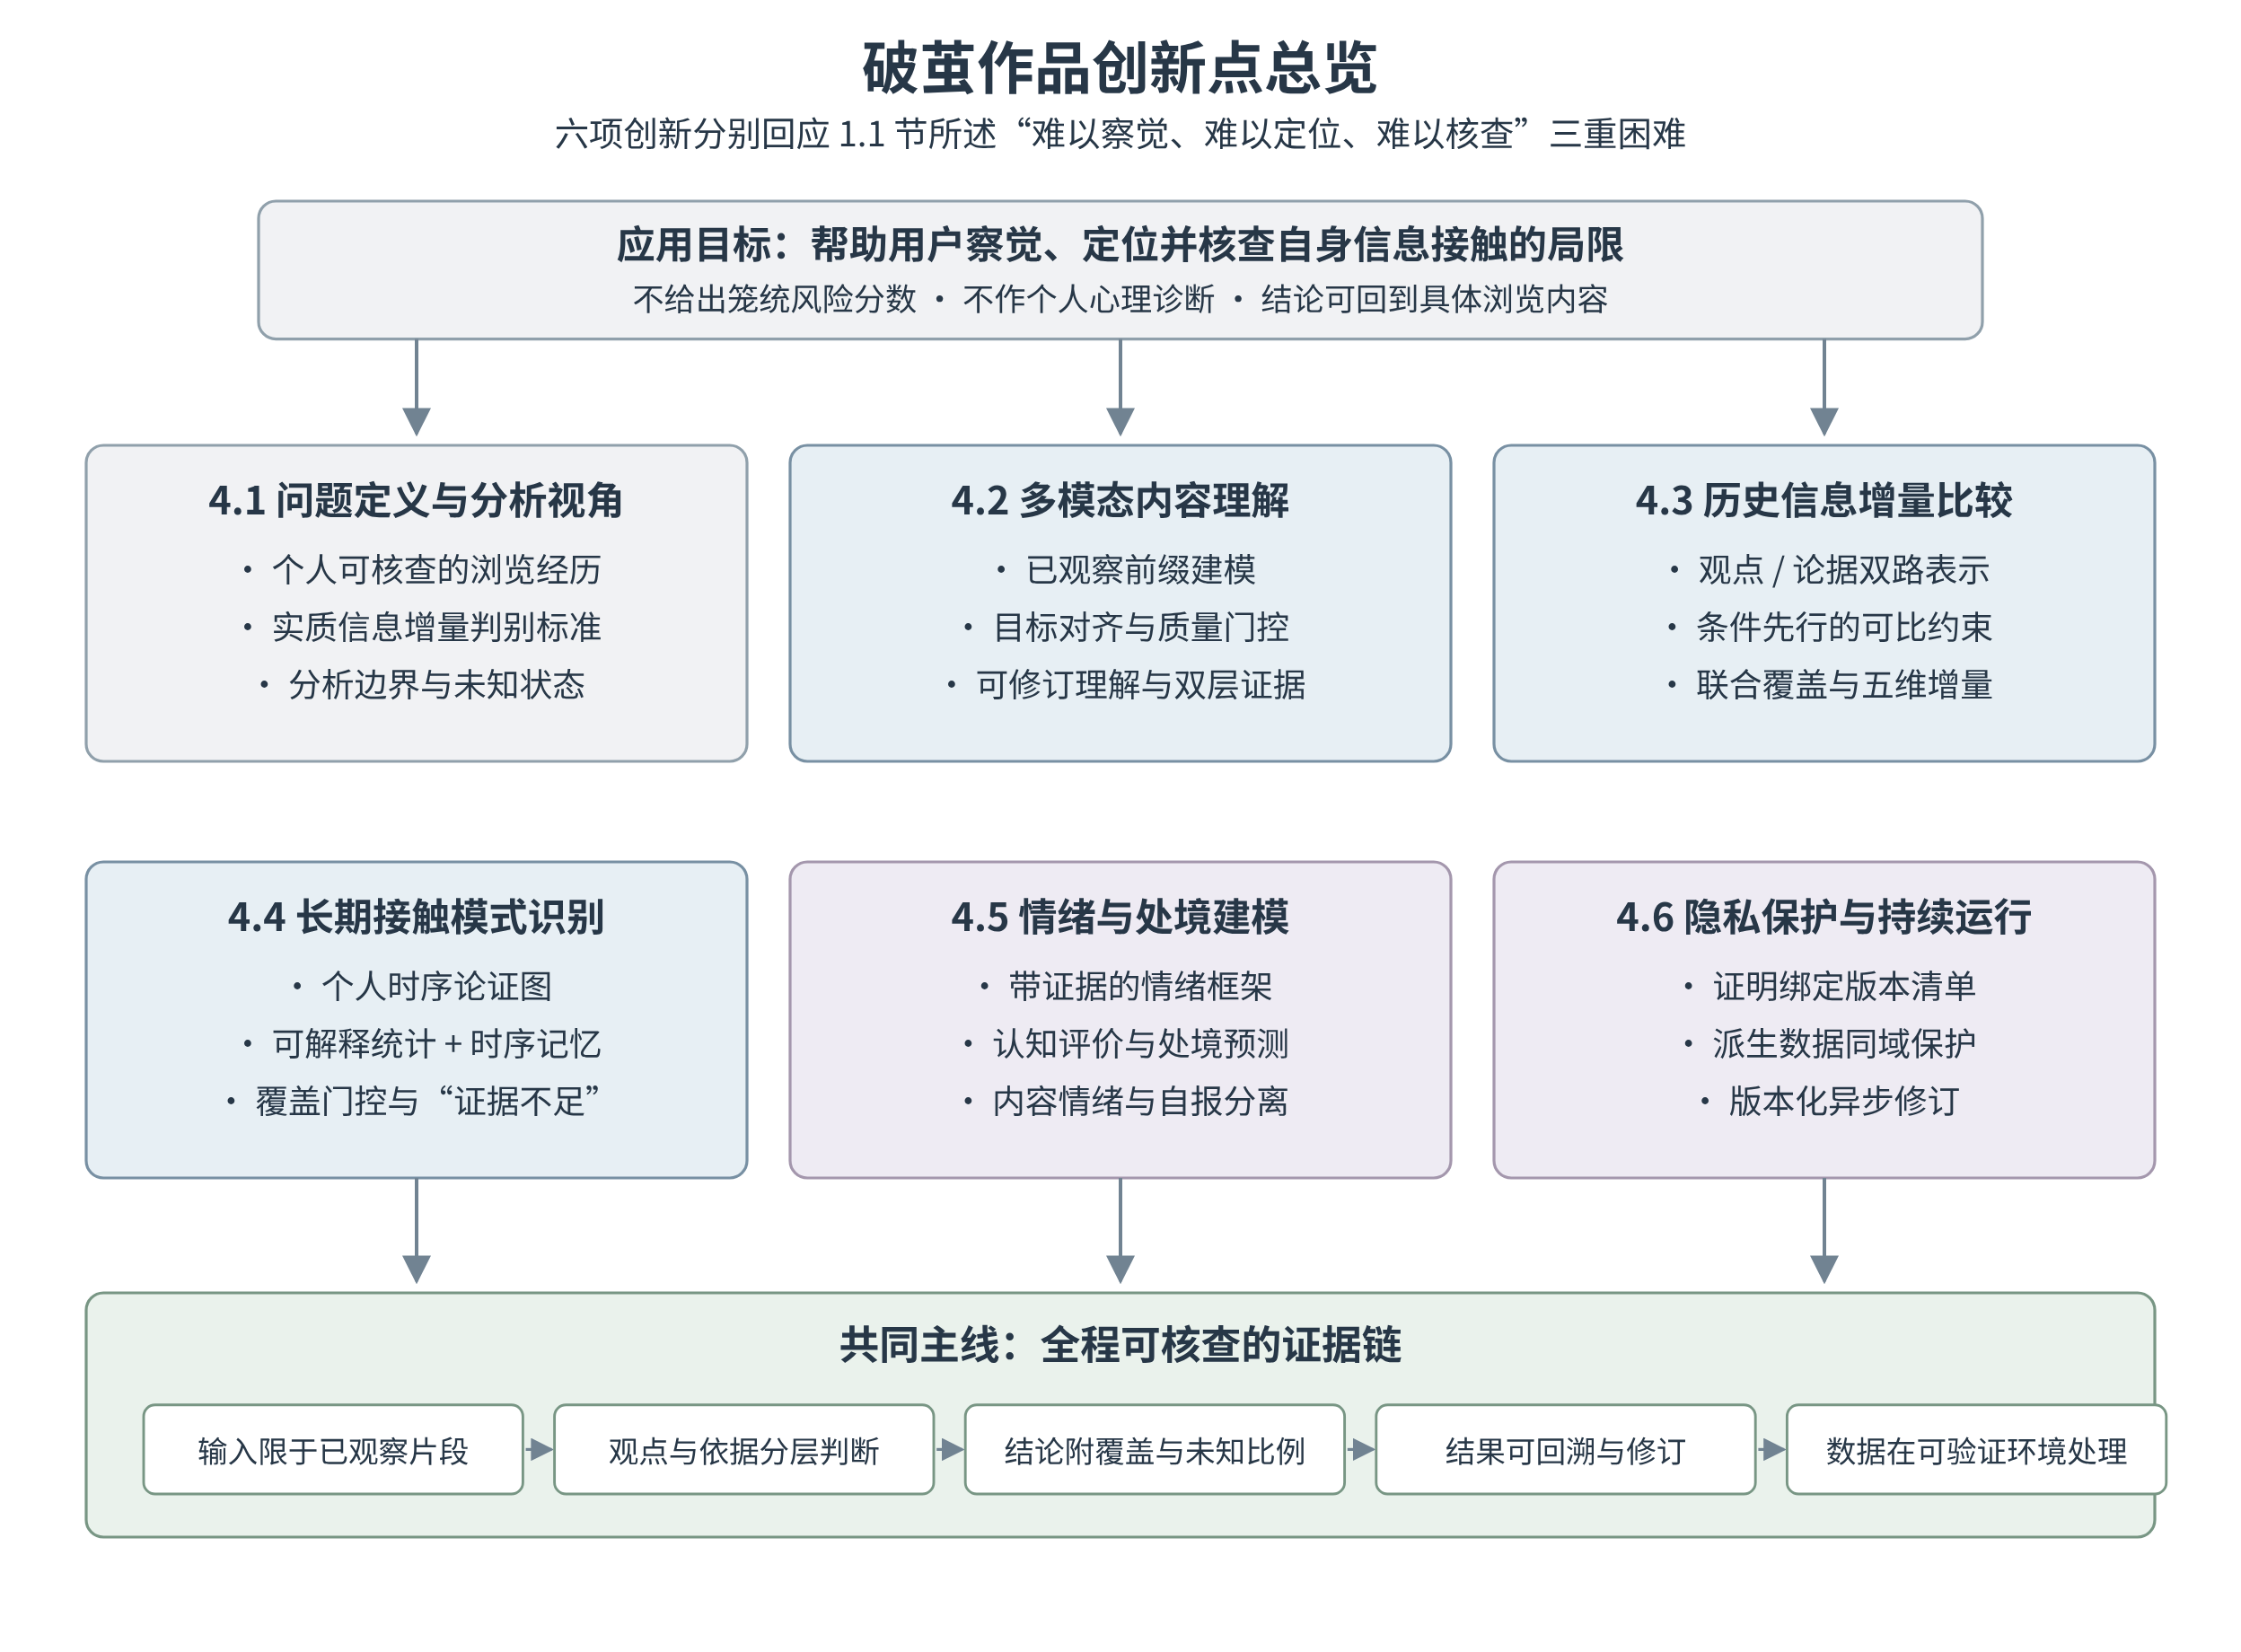 破茧作品创新点总览
六项创新分别回应 1.1 节所述“难以察觉、难以定位、难以核查”三重困难
应用目标：帮助用户察觉、定位并核查自身信息接触的局限
不给出笼统风险分数 · 不作个人心理诊断 · 结论可回到具体浏览内容
4.1 问题定义与分析视角
· 个人可核查的浏览经历
· 实质信息增量判别标准
· 分析边界与未知状态
4.2 多模态内容理解
· 已观察前缀建模
· 目标对齐与质量门控
· 可修订理解与双层证据
4.3 历史信息增量比较
· 观点 / 论据双路表示
· 条件先行的可比约束
· 联合覆盖与五维增量
4.4 长期接触模式识别
· 个人时序论证图
· 可解释统计 + 时序记忆
· 覆盖门控与“证据不足”
4.5 情绪与处境建模
· 带证据的情绪框架
· 认知评价与处境预测
· 内容情绪与自报分离
4.6 隐私保护与持续运行
· 证明绑定版本清单
· 派生数据同域保护
· 版本化异步修订
共同主线：全程可核查的证据链
输入限于已观察片段
观点与依据分层判断
结论附覆盖与未知比例
结果可回溯与修订
数据在可验证环境处理